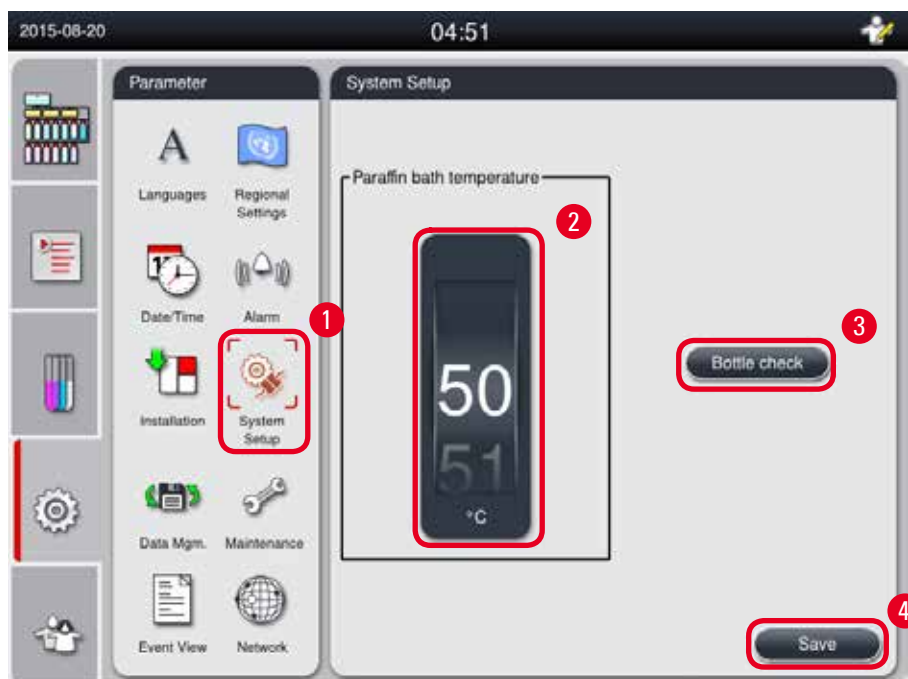 2015-08-20
04:51
Parameter
System Setup
Languages
Regional
Settings
Date/Time
Alarm
Installation
System
Setup
Data Mgm.
Maintenance
Event View
Network
Paraffin bath temperature
50
51
°C
Bottle check
Save
1
2
3
4